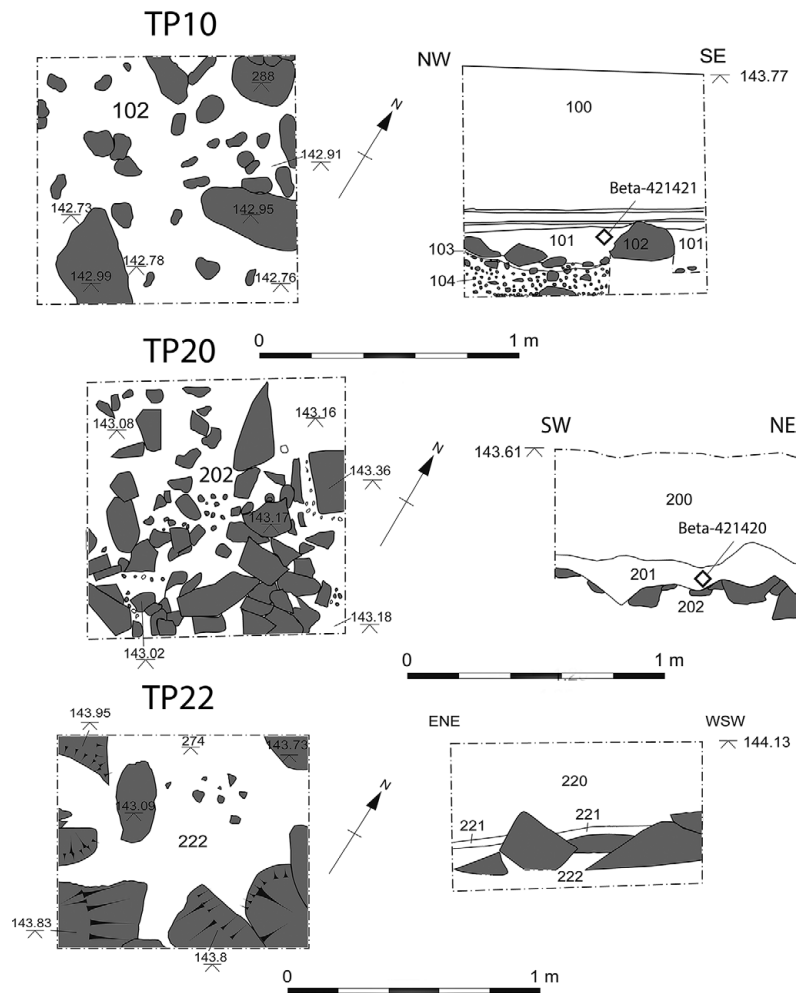 TP10
NW
SE
288
143.77
102
100
N
142.91
Beta-421421
142.73
142.95
101
102
101
103
142.78
142.99
142.76
104
TP20
0
1 m
143.08
143.16
SW
NE
N
143.61
202
143.36
200
143.17
Beta-421420
201
202
143.18
143.02
0
1 m
TP22
143.95
ENE
WSW
274
143.73
144.13
N
220
143.09
221
221
222
222
143.83
143.8
0
1 m